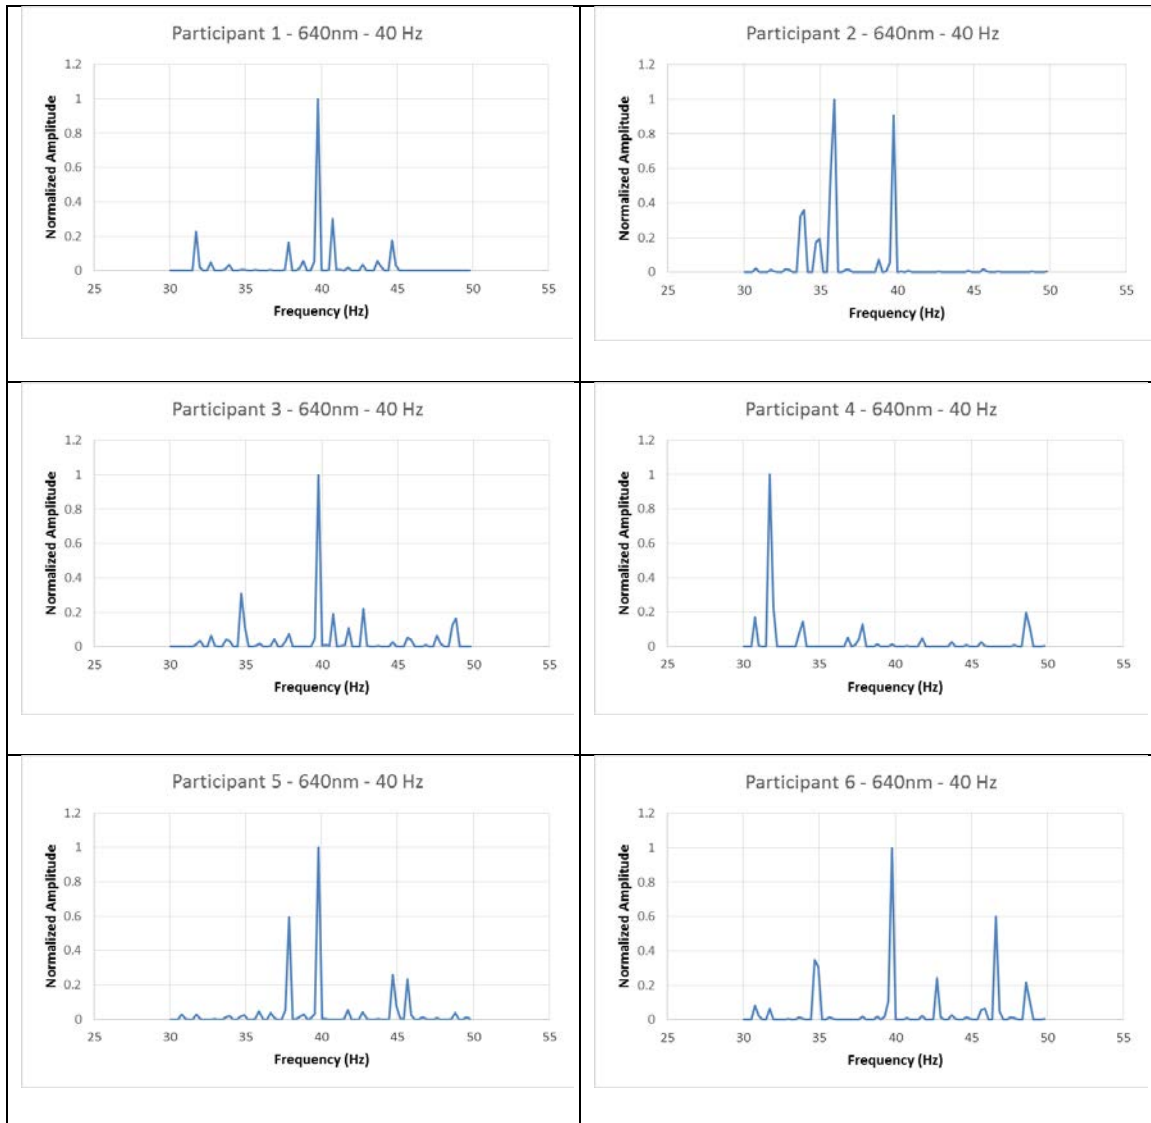 Participant 1 - 640nm - 40 Hz
1.2
1
0.8
0.6
0.4
0.2
0
Normalized Amplitude
25 30 35 40 45 50 55
Frequency (Hz)
Participant 2 - 640nm - 40 Hz
1.2
1
0.8
0.6
0.4
0.2
0
Normalized Amplitude
25 30 35 40 45 50 55
Frequency (Hz)
Participant 3 - 640nm - 40 Hz
1.2
1
0.8
0.6
0.4
0.2
0
Normalized Amplitude
25 30 35 40 45 50 55
Frequency (Hz)
Participant 4 - 640nm - 40 Hz
1.2
1
0.8
0.6
0.4
0.2
0
Normalized Amplitude
25 30 35 40 45 50 55
Frequency (Hz)
Participant 5 - 640nm - 40 Hz
1.2
1
0.8
0.6
0.4
0.2
0
Normalized Amplitude
25 30 35 40 45 50 55
Frequency (Hz)
Participant 6 - 640nm - 40 Hz
1.2
1
0.8
0.6
0.4
0.2
0
Normalized Amplitude
25 30 35 40 45 50 55
Frequency (Hz)